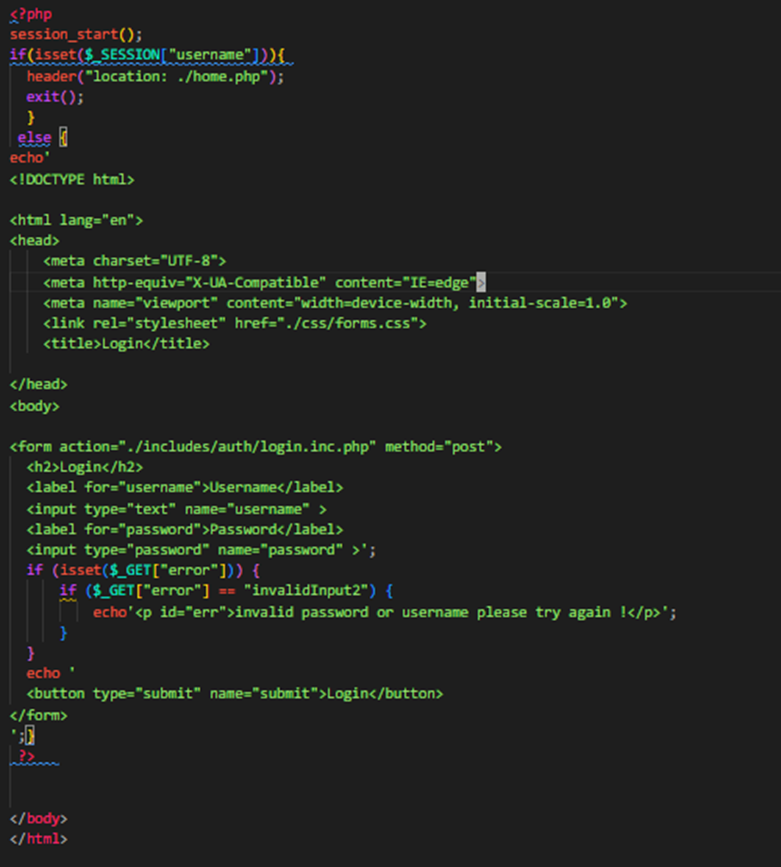 <?php
session_start();
if(isset($_SESSION["username"])){
header("location: ./home.php");
exit();
}
else {
echo'
<!DOCTYPE html>
<html lang="en">
<head>
<meta charset="UTF-8">
<meta http-equiv="X-UA-Compatible" content="IE=edge">
<meta name="viewport" content="width=device-width, initial-scale=1.0">
<link rel="stylesheet" href="./css/forms.css">
<title>Login</title>
</head>
<body>
<form action="./includes/auth/login.inc.php" method="post">
<h2>Login</h2>
<label for="username">Username</label>
<input type="text" name="username" >
<label for="password">Password</label>
<input type="password" name="password" >';
if (isset($_GET["error"])) {
if ($_GET["error"] == "invalidInput2") {
echo'<p id="err">invalid password or username please try again !</p>';
}
}
echo '
<button type="submit" name="submit">Login</button>
</form>
';}
?>
</body>
</html>